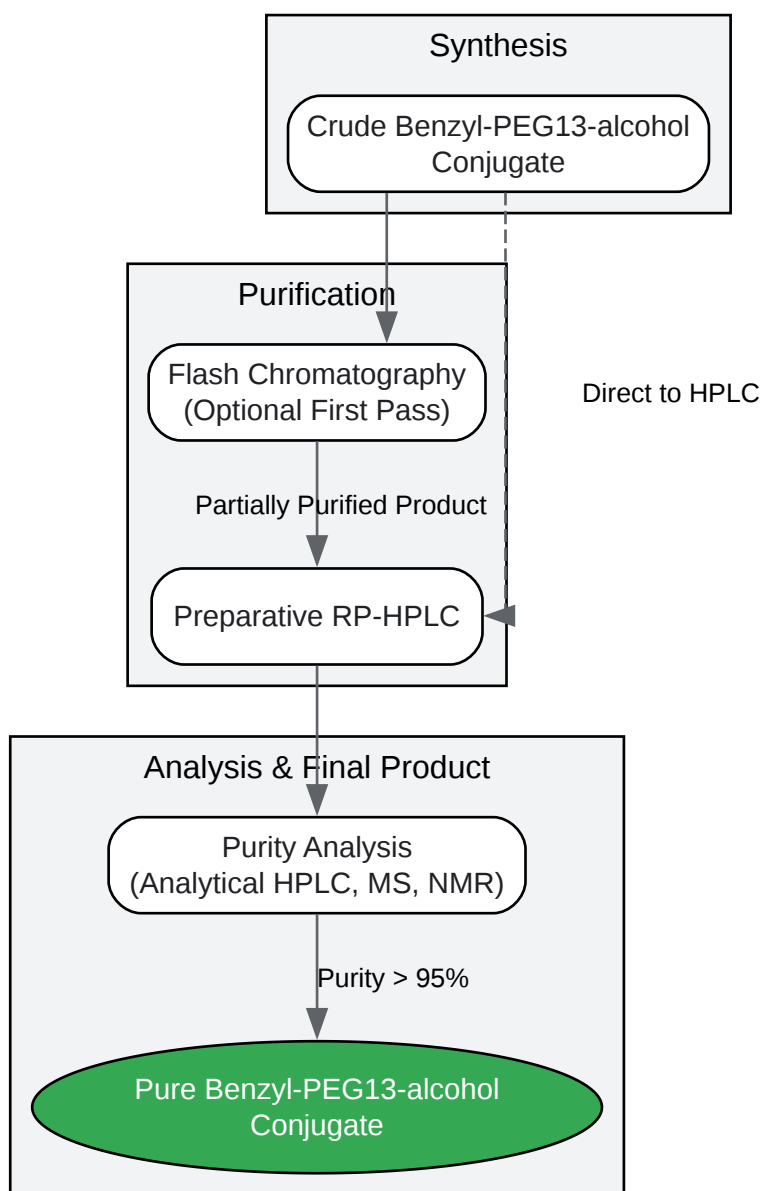 Synthesis
Crude Benzyl-PEG13-alcohol
Conjugate
Purification
Flash Chromatography
(Optional First Pass)
Direct to HPLC
Partially Purified Product
Preparative RP-HPLC
Analysis & Final Product
Purity Analysis
(Analytical HPLC, MS, NMR)
Purity > 95%
Pure Benzyl-PEG13-alcohol
Conjugate